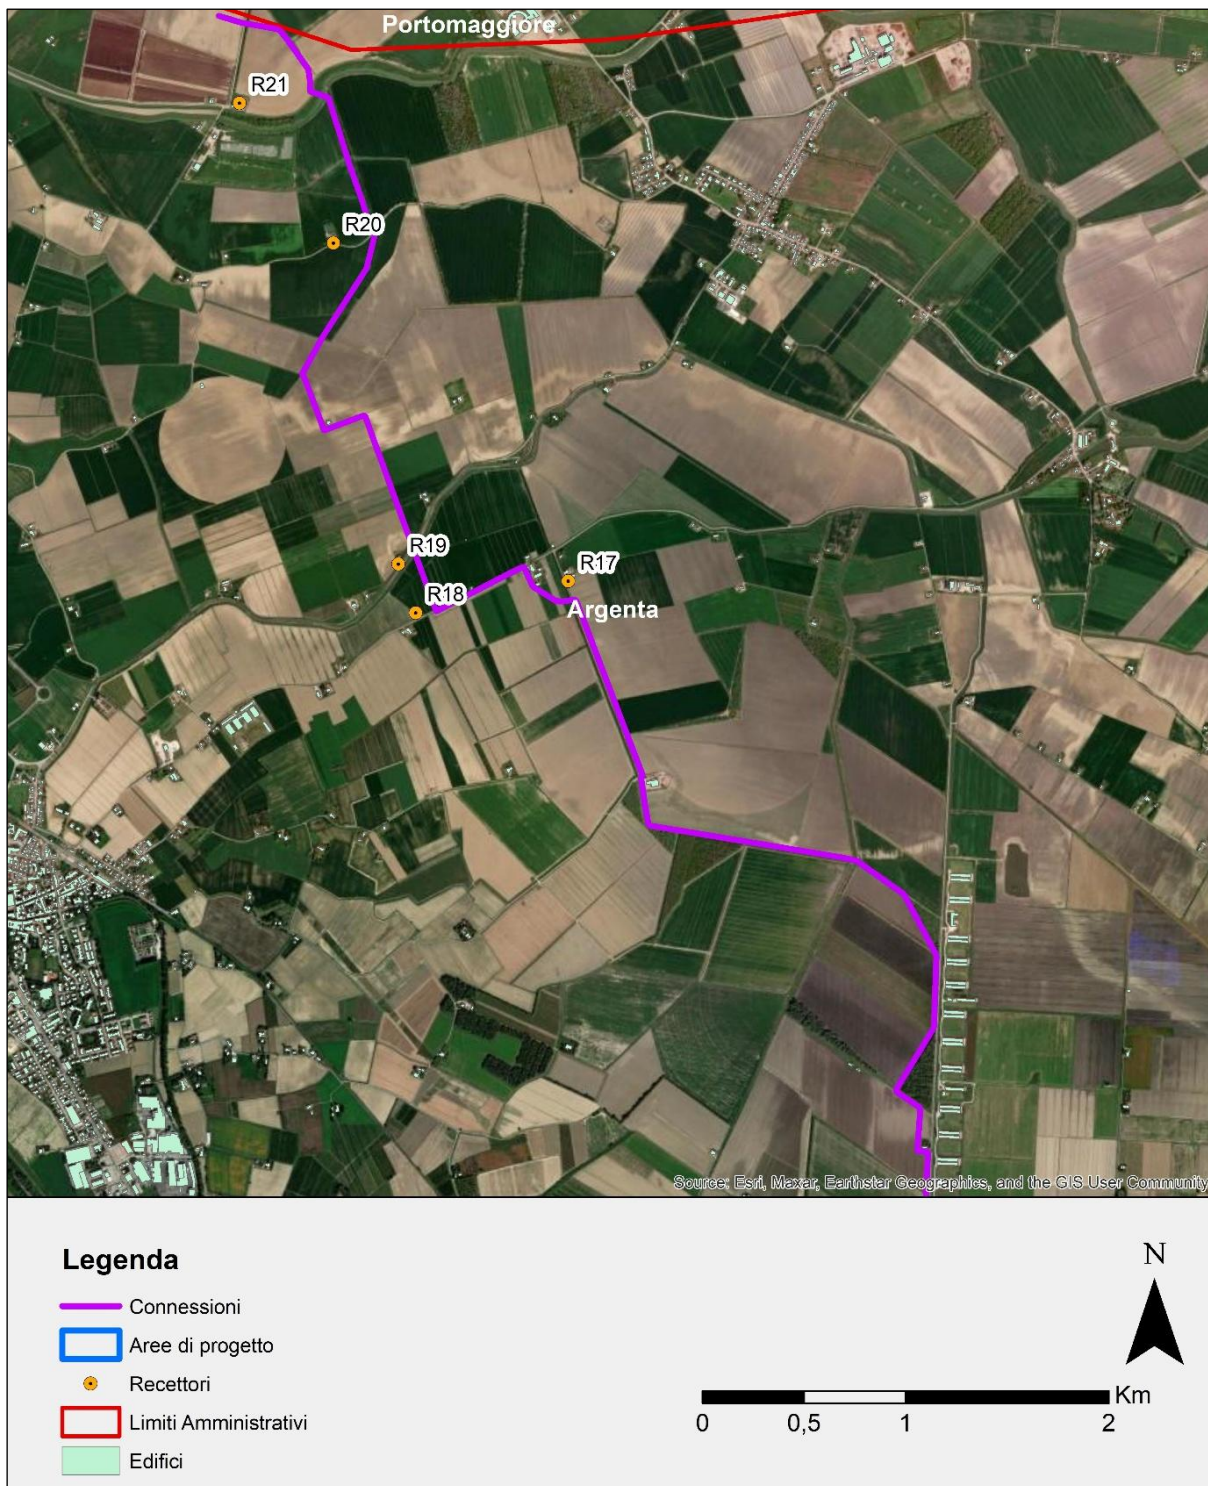 Portomaggiore
R21
R20
R19
R17
R18
Argenta
Source: Esri, Maxar, Earthstar Geographics, and the GIS User Community
Legenda
Connessioni
Aree di progetto
Recettori
Limiti Amministrativi
Edifici
N
Km
0 0,5 1 2